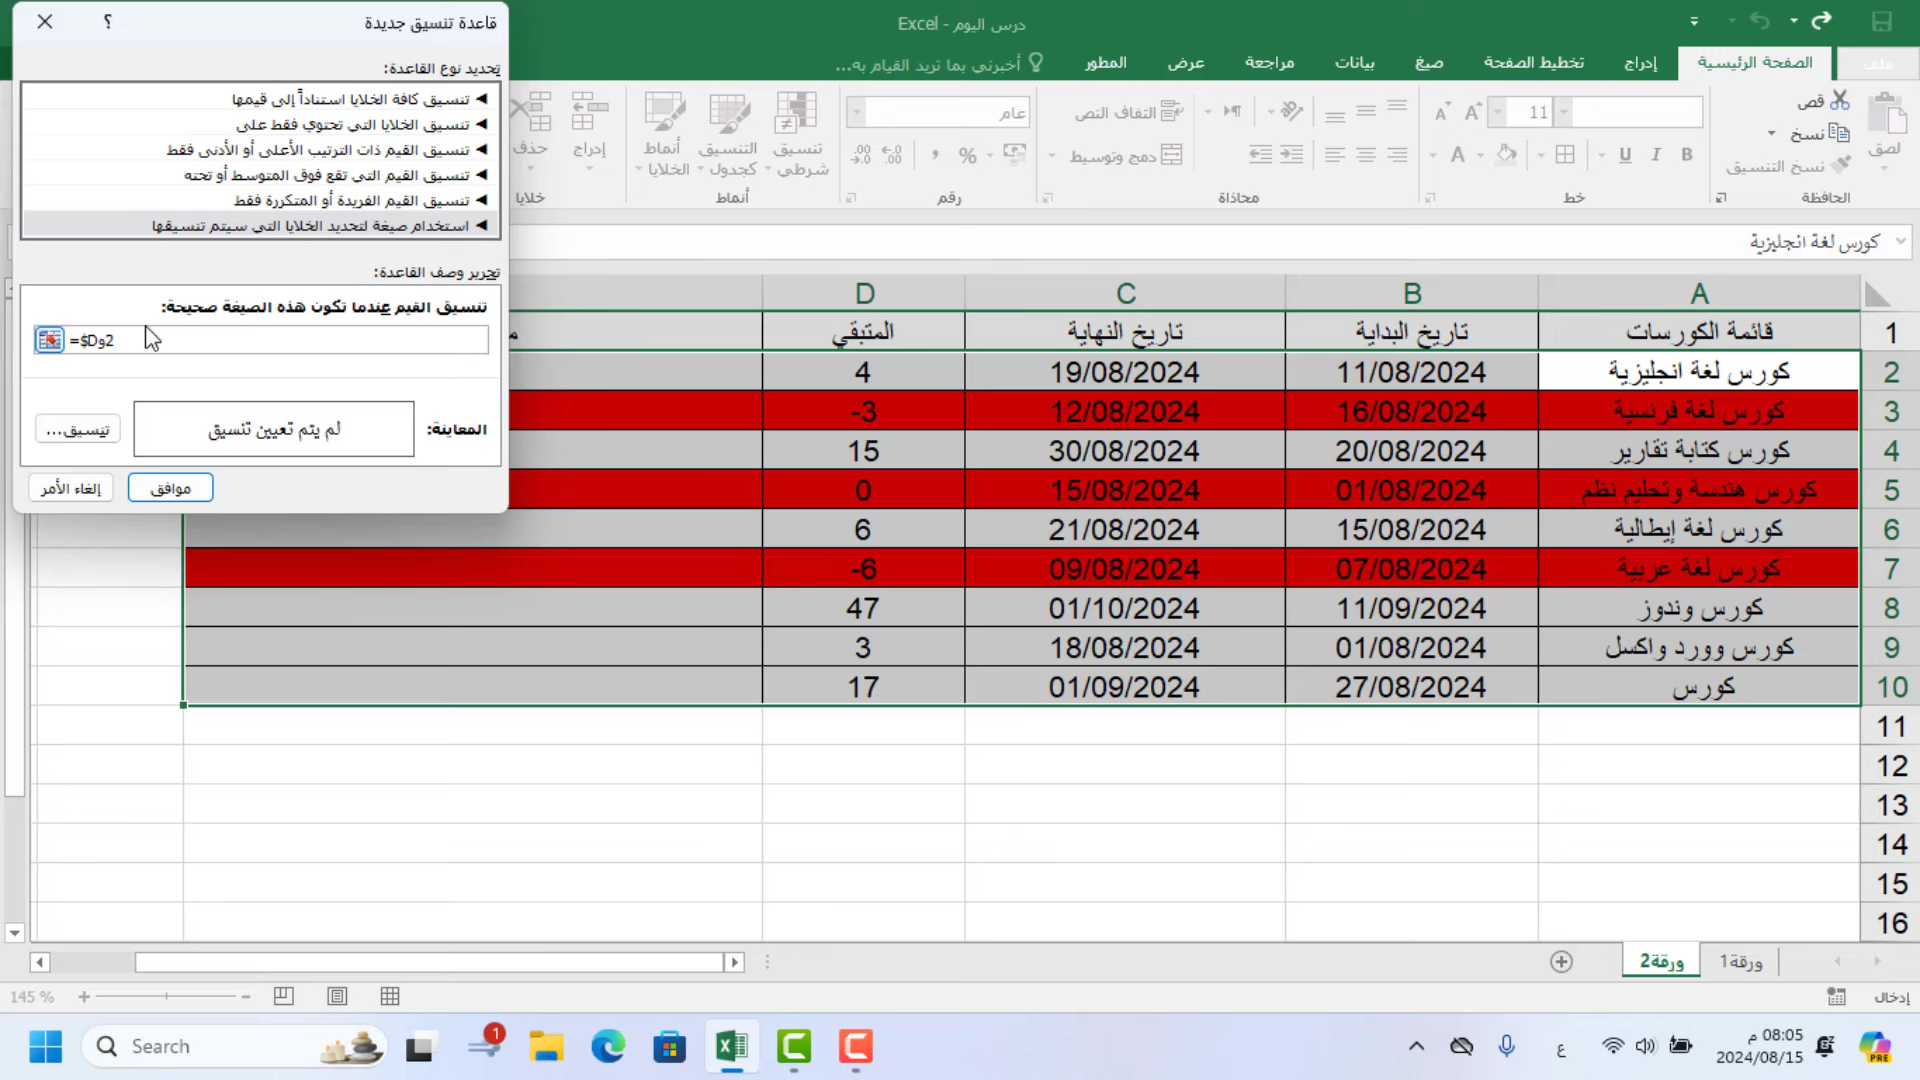 قاعدة تنسيق جديدة ؟
تحديد نوع القاعدة:
◄ تنسيق كافة الخلايا استناداً إلى قيمها
◄ تنسيق الخلايا التي تحتوي فقط على
◄ تنسيق القيم ذات الترتيب الأعلى أو الأدنى فقط
◄ تنسيق القيم التي تقع فوق المتوسط أو تحته
◄ تنسيق القيم الفريدة أو المتكررة فقط
◄ استخدام صيغة لتحديد الخلايا التي سيتم تنسيقها
تحرير وصف القاعدة:
تنسيق القيم عندما تكون هذه الصيغة صحيحة:
=$Dو2
المعاينة: لم يتم تعيين تنسيق تنسيق...
موافق إلغاء الأمر
درس اليوم - Excel
ملف الصفحة الرئيسية إدراج تخطيط الصفحة صيغ بيانات مراجعة عرض المطور أخبرني بما تريد القيام به...
لصق قص نسخ نسخ التنسيق الحافظة
11 B I U A خط
التفاف النص دمج وتوسيط محاذاة
عام % رقم
تنسيق شرطي التنسيق كجدول أنماط الخلايا أنماط
إدراج حذف خلايا
كورس لغة انجليزية
A B C D
1 قائمة الكورسات تاريخ البداية تاريخ النهاية المتبقي
2 كورس لغة انجليزية 11/08/2024 19/08/2024 4
3 كورس لغة فرنسية 16/08/2024 12/08/2024 -3
4 كورس كتابة تقارير 20/08/2024 30/08/2024 15
5 كورس هندسة وتحليم نظم 01/08/2024 15/08/2024 0
6 كورس لغة إيطالية 15/08/2024 21/08/2024 6
7 كورس لغة عربية 07/08/2024 09/08/2024 -6
8 كورس وندوز 11/09/2024 01/10/2024 47
9 كورس وورد واكسل 01/08/2024 18/08/2024 3
10 كورس 27/08/2024 01/09/2024 17
11
12
13
14
15
16
ورقة1 ورقة2
إدخال 145 %
Search 1 ع 08:05 م
2024/08/15
PRE